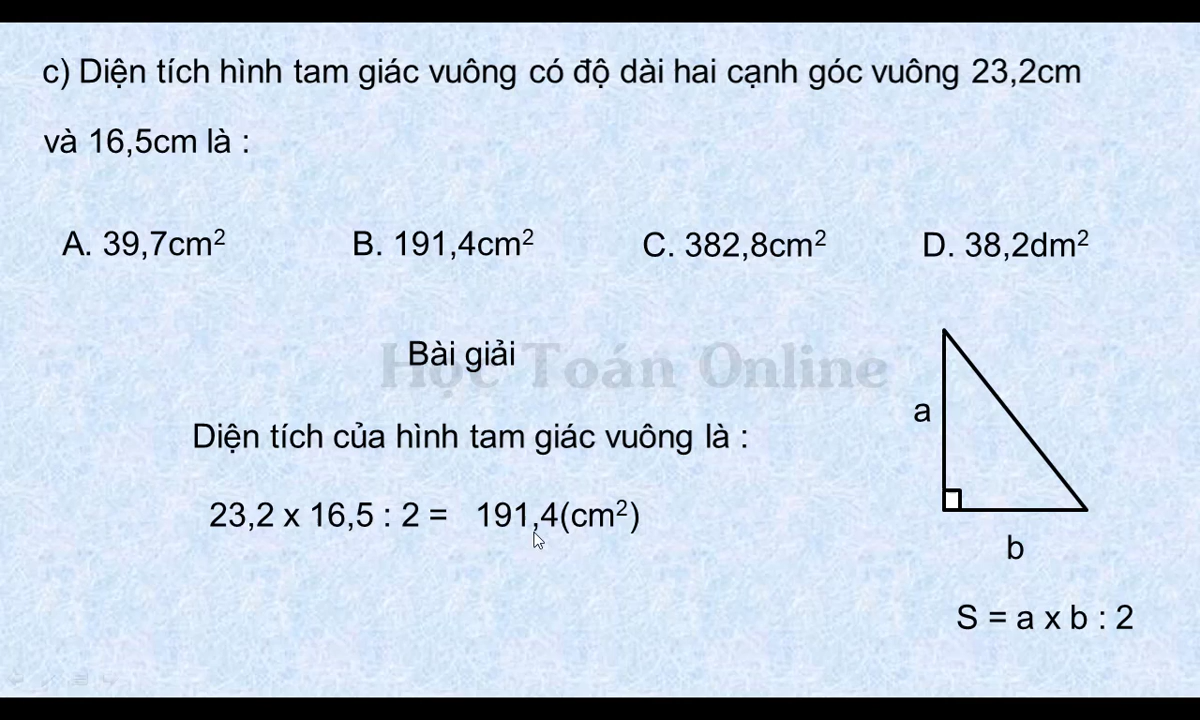 c) Diện tích hình tam giác vuông có độ dài hai cạnh góc vuông 23,2cm
và 16,5cm là :
A. 39,7cm² B. 191,4cm² C. 382,8cm² D. 38,2dm²
Học Toán Online
Bài giải
Diện tích của hình tam giác vuông là :
23,2 x 16,5 : 2 = 191,4(cm²)
a
b
S = a x b : 2